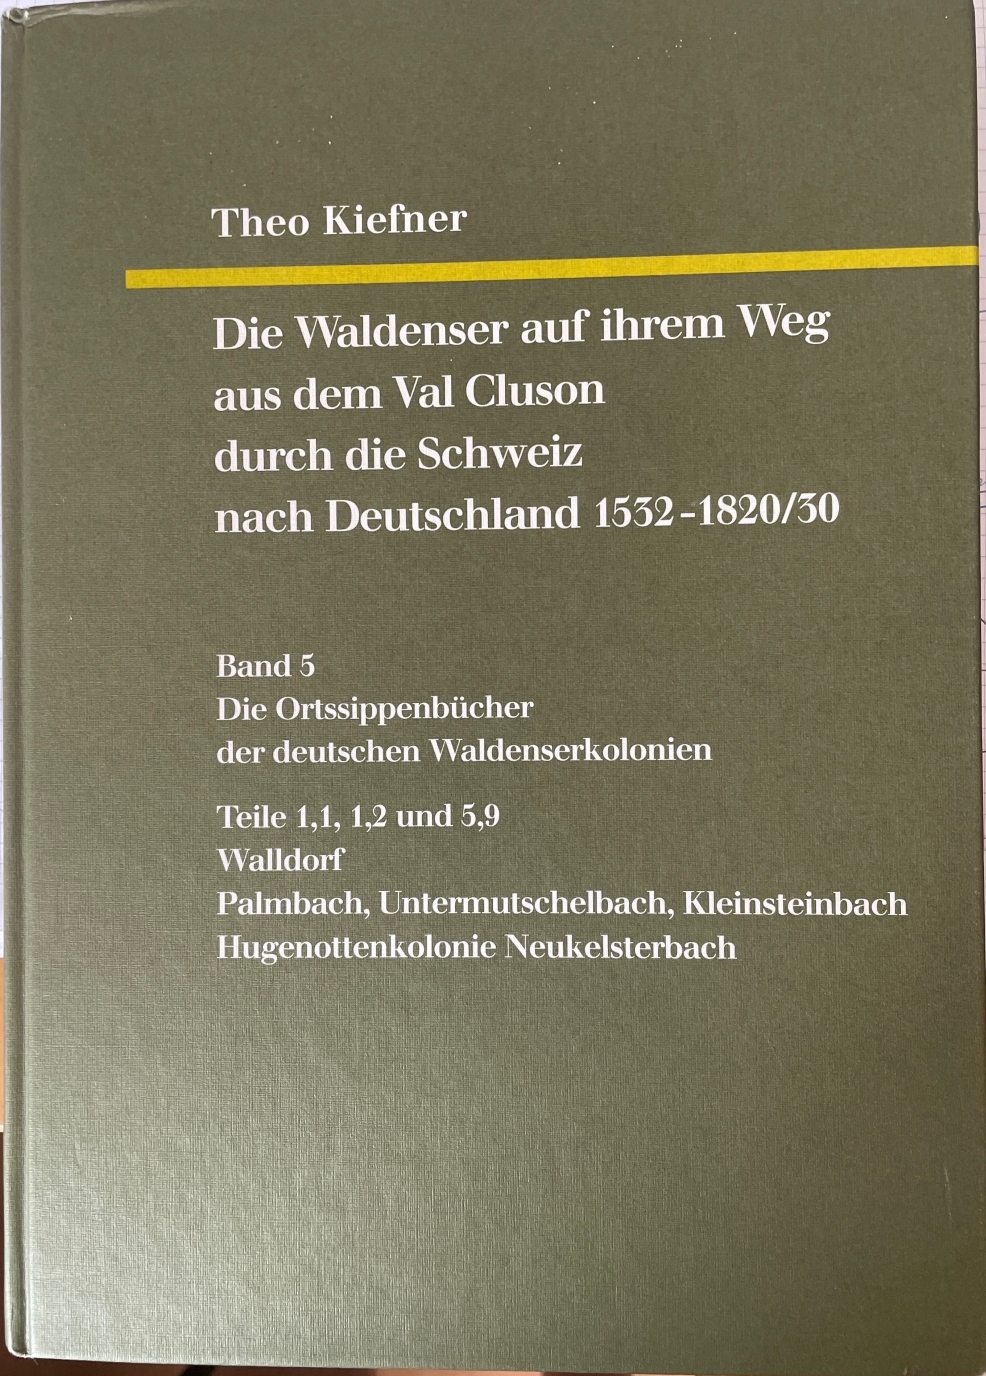 Theo Kiefner
Die Waldenser auf ihrem Weg
aus dem Val Cluson
durch die Schweiz
nach Deutschland 1532-1820/30
Band 5
Die Ortssippenbücher
der deutschen Waldenserkolonien
Teile 1,1, 1,2 und 5,9
Walldorf
Palmbach, Untermutschelbach, Kleinsteinbach
Hugenottenkolonie Neukelsterbach